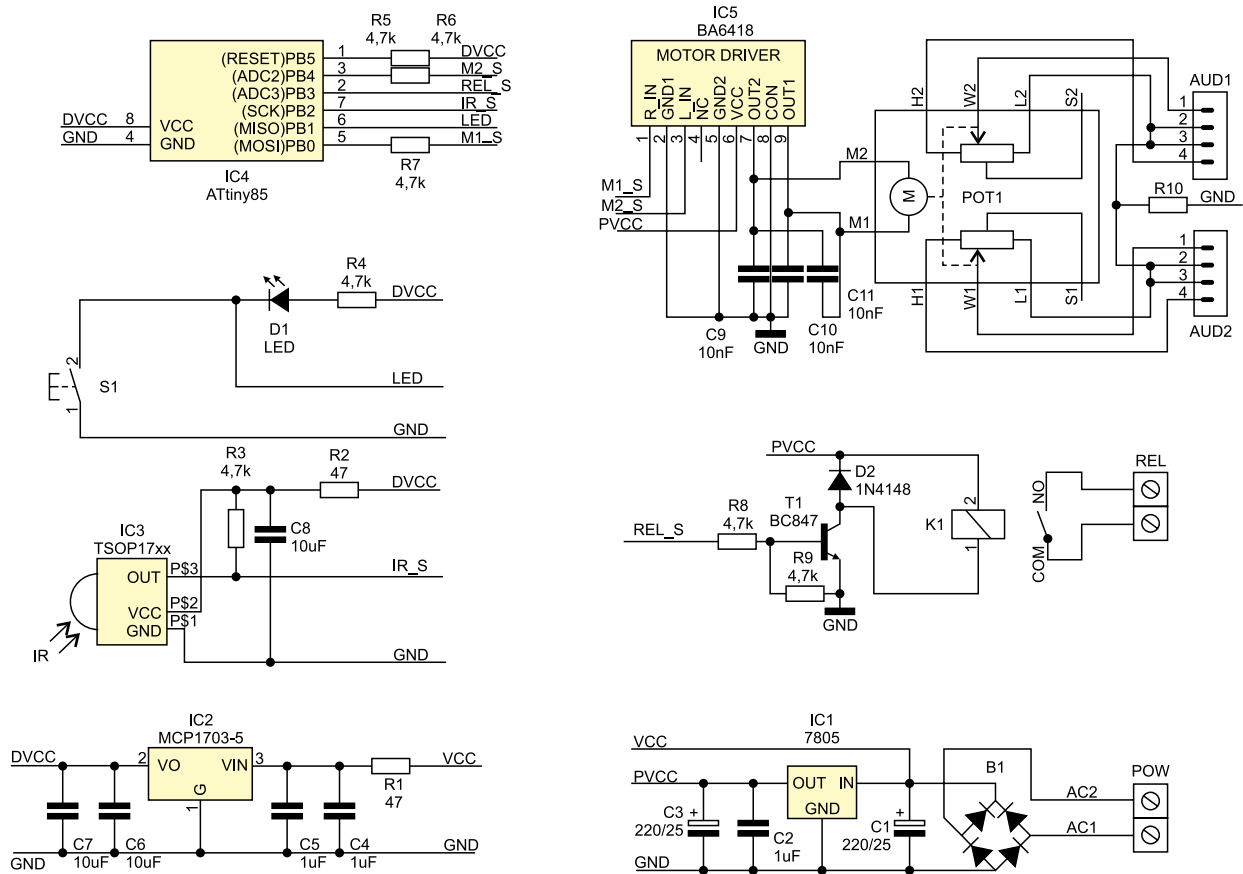 R5 R6
4,7k 4,7k
(RESET)PB5 1 DVCC
(ADC2)PB4 3 M2_S
(ADC3)PB3 2 REL_S
(SCK)PB2 7 IR_S
DVCC 8 VCC (MISO)PB1 6 LED
GND 4 GND (MOSI)PB0 5 M1_S
IC4
ATtiny85
R7
4,7k
IC5
BA6418
MOTOR DRIVER
R_IN
GND1
L_IN
NC
GND2
VCC
OUT2
CON
OUT1
1
2
3
4
5
6
7
8
9
M1_S
M2_S
PVCC
M2
M1
M
H2
W2
L2
S2
POT1
H1
W1
L1
S1
AUD1
1
2
3
4
R10
GND
1
2
3
4
AUD2
C9
10nF
GND
C10
10nF
C11
10nF
R4
4,7k
DVCC
D1
LED
2
S1
1
LED
GND
R3
4,7k
R2
47
DVCC
IC3
TSOP17xx
C8
10uF
OUT P$3 IR_S
VCC P$2
GND P$1
IR
GND
PVCC
D2
1N4148
T1
BC847
R8
4,7k
REL_S
R9
4,7k
GND
2
K1
1
REL
NO
COM
IC2
MCP1703-5
DVCC 2 VO VIN 3 VCC
G
1
R1
47
C7
10uF
C6
10uF
C5
1uF
C4
1uF
GND
GND
IC1
7805
VCC
PVCC OUT IN
GND
C3 +
220/25
C2
1uF
C1 +
220/25
GND
B1
POW
AC2
AC1